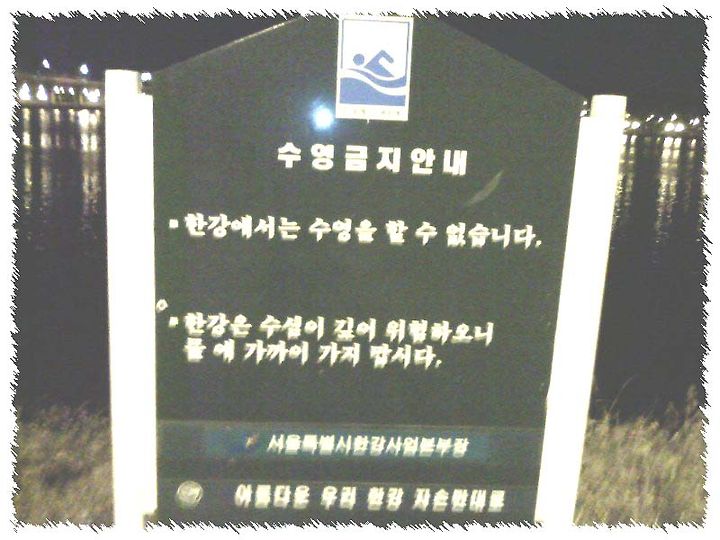 수영금지안내
▪ 한강에서는 수영을 할 수 없습니다.
▪ 한강은 수심이 깊어 위험하오니
물 에 가까이 가지 맙시다.
서울특별시한강사업본부장
아름다운 우리 한강 자손만대로